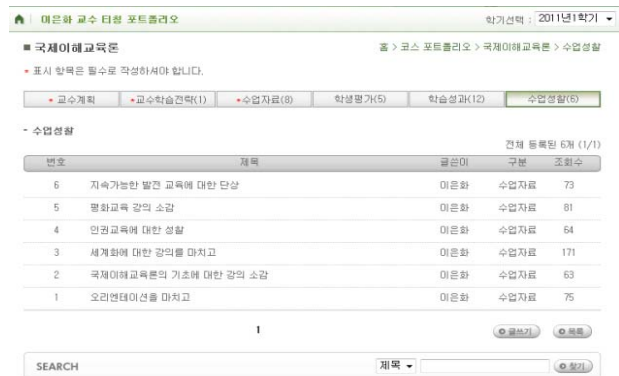 이은화 교수 티칭 포트폴리오 학기선택 : 2011년1학기
국제이해교육론 홈 > 코스 포트폴리오 > 국제이해교육론 > 수업성찰
* 표시 항목은 필수로 작성하셔야 합니다.
*교수계획 *교수학습전략(1) *수업자료(8) 학생평가(5) 학습성과(12) 수업성찰(6)
- 수업성찰
전체 등록된 6개 (1/1)
번호 제목 글쓴이 구분 조회수
6 지속가능한 발전 교육에 대한 단상 이은화 수업자료 73
5 평화교육 강의 소감 이은화 수업자료 81
4 인권교육에 대한 성찰 이은화 수업자료 64
3 세계화에 대한 강의를 마치고 이은화 수업자료 171
2 국제이해교육론의 기초에 대한 강의 소감 이은화 수업자료 63
1 오리엔테이션을 마치고 이은화 수업자료 75
1 글쓰기 목록
SEARCH 제목 찾기